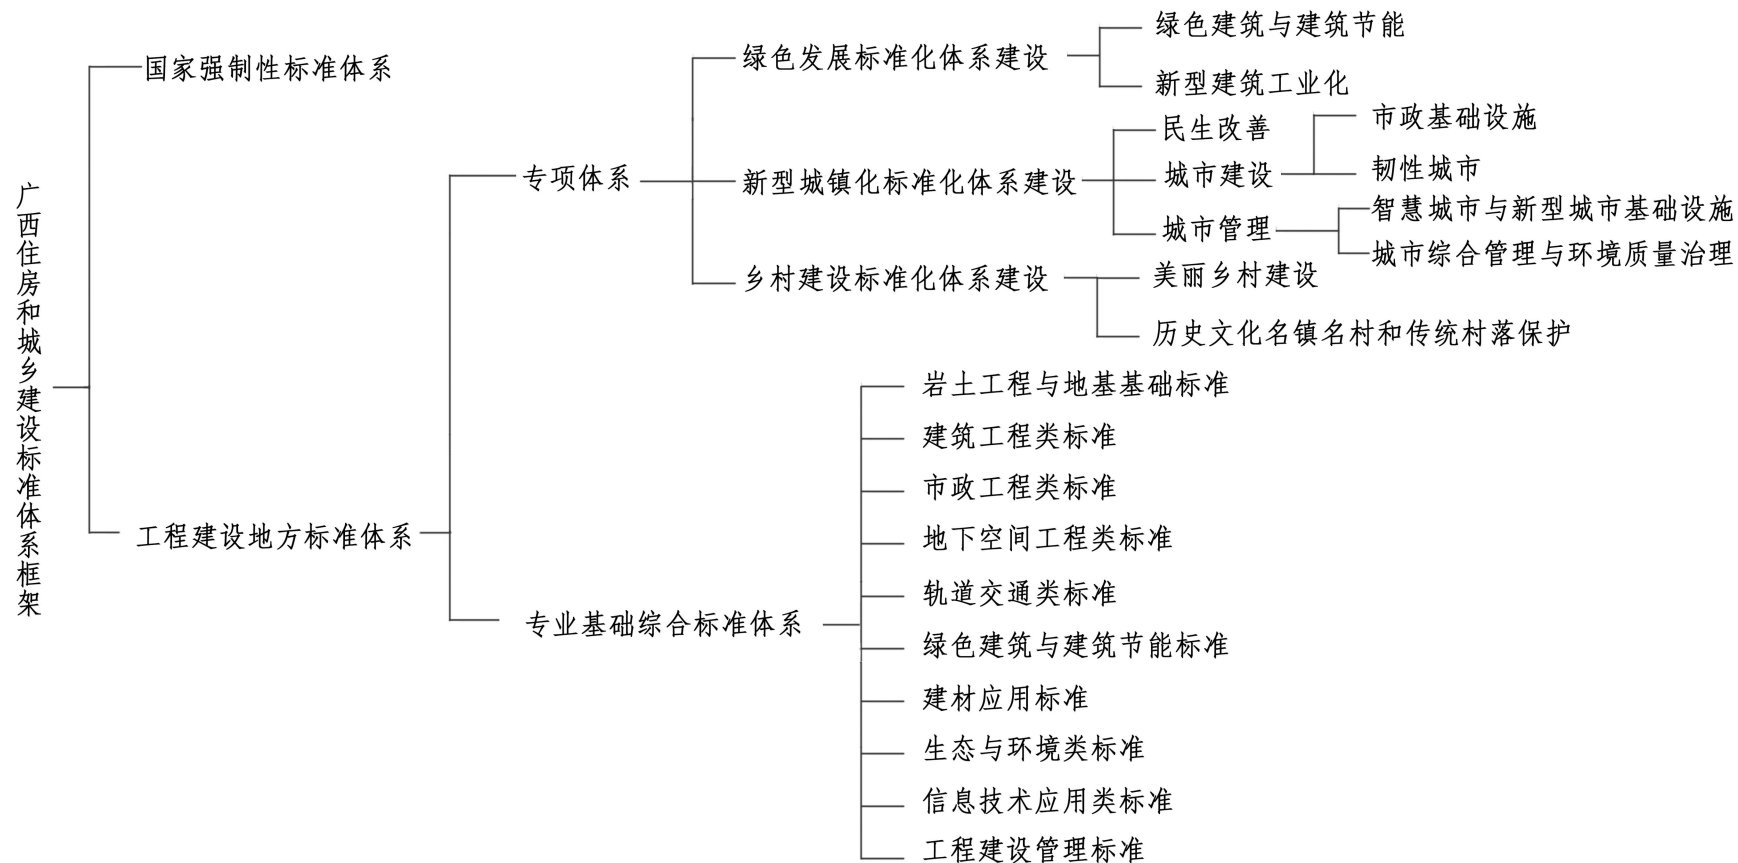 广西住房和城乡建设标准体系框架
国家强制性标准体系
工程建设地方标准体系
专项体系
绿色发展标准化体系建设
绿色建筑与建筑节能
新型建筑工业化
新型城镇化标准化体系建设
民生改善
城市建设
市政基础设施
韧性城市
城市管理
智慧城市与新型城市基础设施
城市综合管理与环境质量治理
乡村建设标准化体系建设
美丽乡村建设
历史文化名镇名村和传统村落保护
专业基础综合标准体系
岩土工程与地基基础标准
建筑工程类标准
市政工程类标准
地下空间工程类标准
轨道交通类标准
绿色建筑与建筑节能标准
建材应用标准
生态与环境类标准
信息技术应用类标准
工程建设管理标准